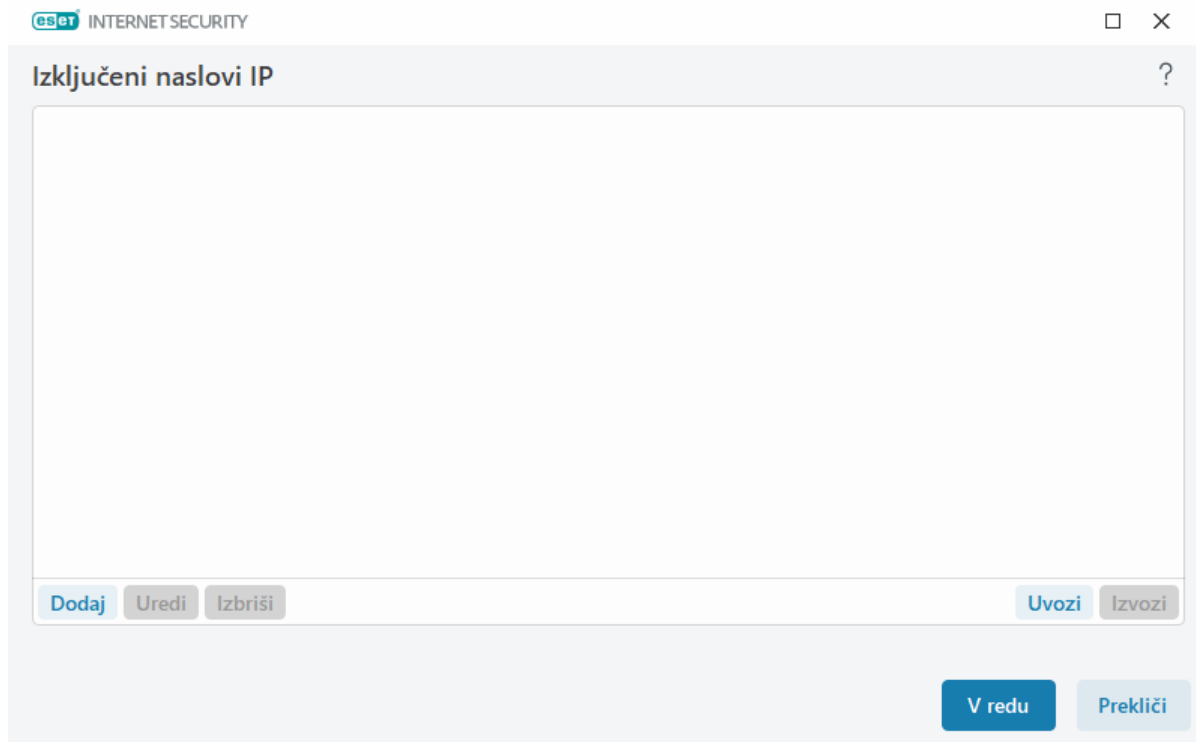 eset INTERNET SECURITY
Izključeni naslovi IP
?
Dodaj Uredi Izbriši Uvozi Izvozi
V redu Prekliči